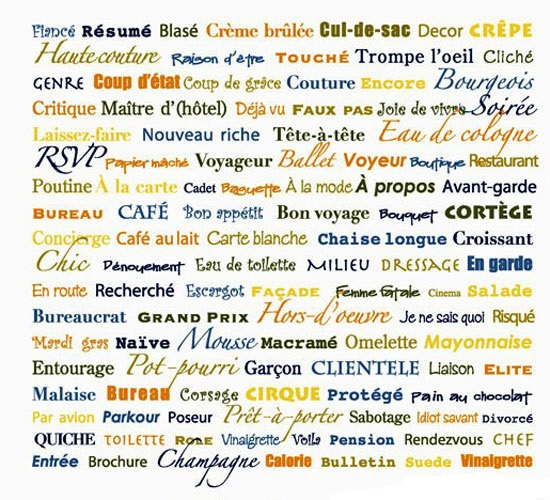 Fiancé Résumé Blasé Crème brûlée Cul-de-sac Decor CRÊPE
Haute couture Raison d'être TOUCHÉ Trompe l'oeil Cliché
GENRE Coup d'état Coup de grâce Couture Encore Bourgeois
Critique Maître d'(hôtel) Déjà vu FAUX PAS Joie de vivre Soirée
Laissez-faire Nouveau riche Tête-à-tête Eau de cologne
RSVP Papier mâché Voyageur Ballet Voyeur Boutique Restaurant
Poutine À la carte Cadet Baguette À la mode À propos Avant-garde
BUREAU CAFÉ Bon appétit Bon voyage Bouquet CORTÈGE
Concierge Café au lait Carte blanche Chaise longue Croissant
Chic Dénouement Eau de toilette MILIEU DRESSAGE En garde
En route Recherché Escargot FAÇADE Femme fatale Cinema Salade
Bureaucrat GRAND PRIX Hors-d'oeuvre Je ne sais quoi Risqué
Mardi gras Naïve Mousse Macramé Omelette Mayonnaise
Entourage Pot-pourri Garçon CLIENTELE Liaison ELITE
Malaise Bureau Corsage CIRQUE Protégé Pain au chocolat
Par avion Parkour Poseur Prêt-à-porter Sabotage Idiot savant Divorcé
QUICHE TOILETTE ROLE Vinaigrette Voila Pension Rendezvous CHEF
Entrée Brochure Champagne Calorie Bulletin Suede Vinaigrette